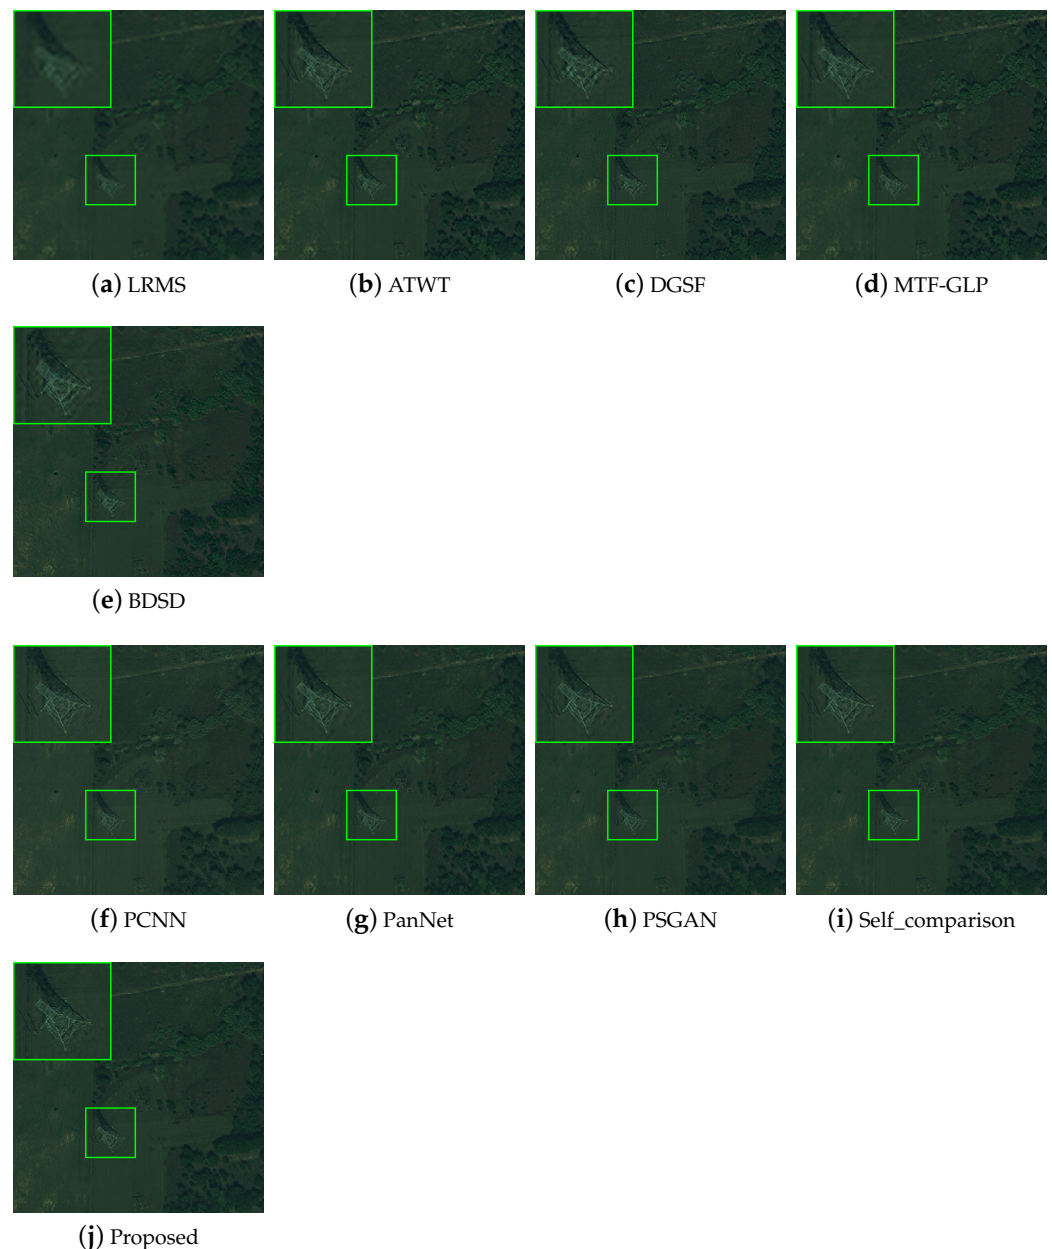 (a) LRMS
(b) ATWT
(c) DGSF
(d) MTF-GLP
(e) BDSD
(f) PCNN
(g) PanNet
(h) PSGAN
(i) Self_comparison
(j) Proposed